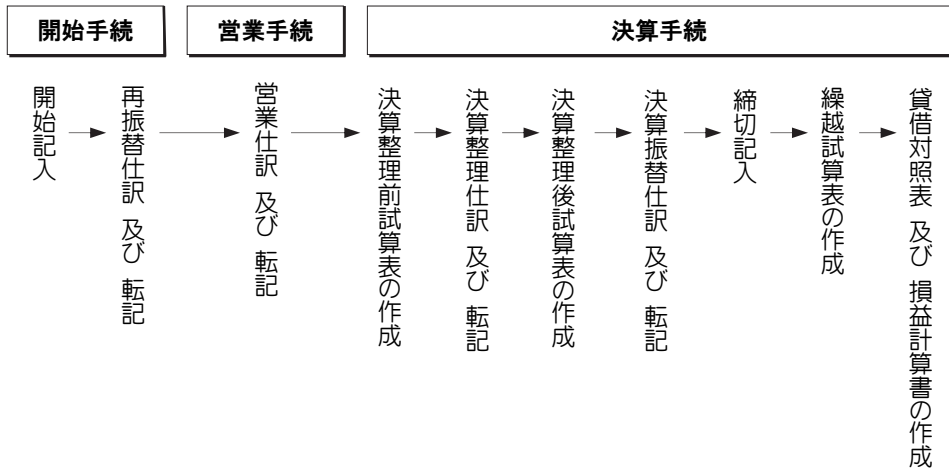 開始手続
営業手続
決算手続
開始記入
再振替仕訳 及び 転記
営業仕訳 及び 転記
決算整理前試算表の作成
決算整理仕訳 及び 転記
決算整理後試算表の作成
決算振替仕訳 及び 転記
締切記入
繰越試算表の作成
貸借対照表 及び 損益計算書の作成